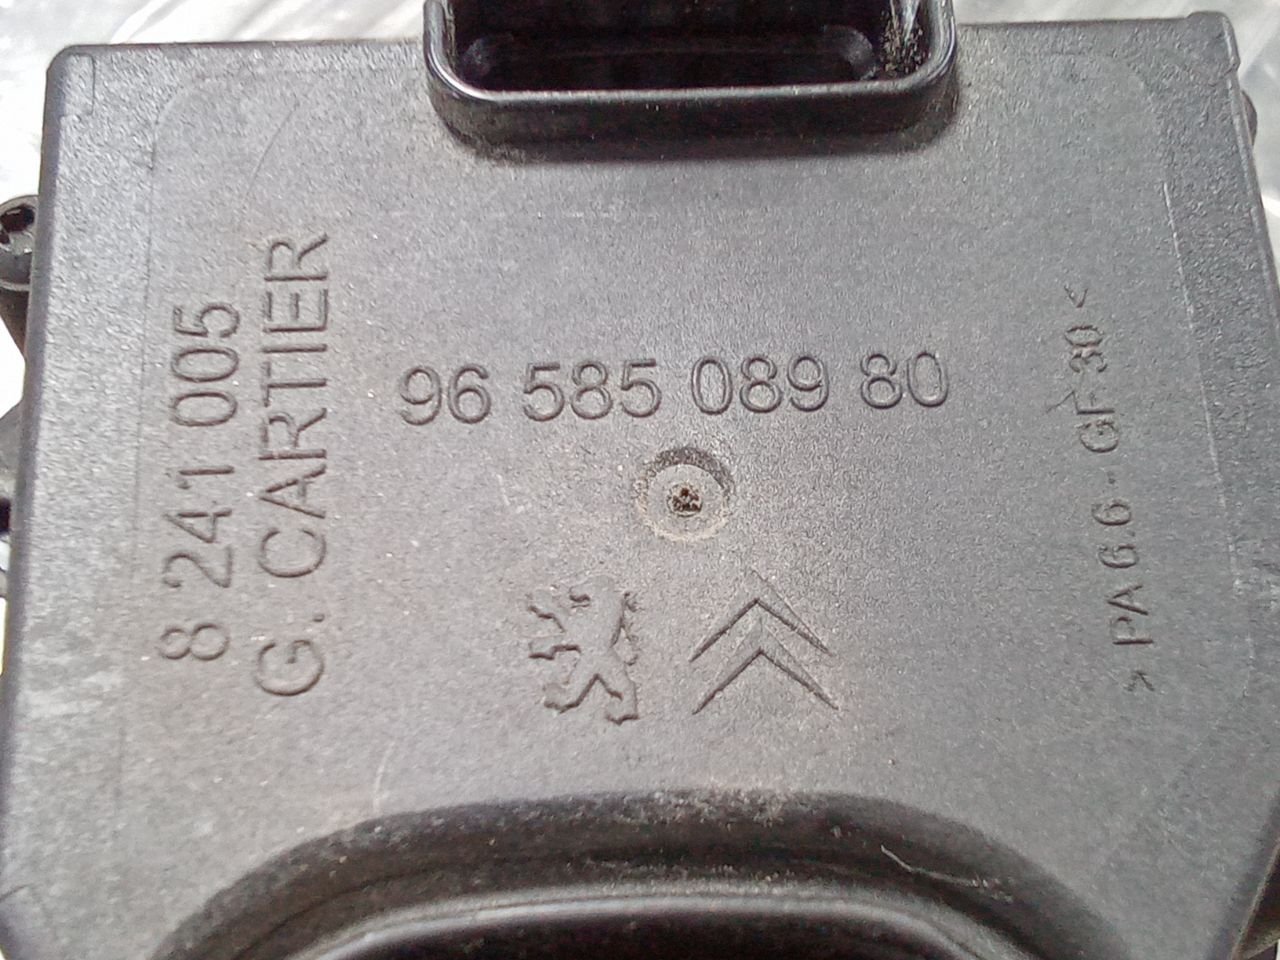 8 241 005
G. CARTIER
96 585 089 80
> PA 6.6 - GF 30 <